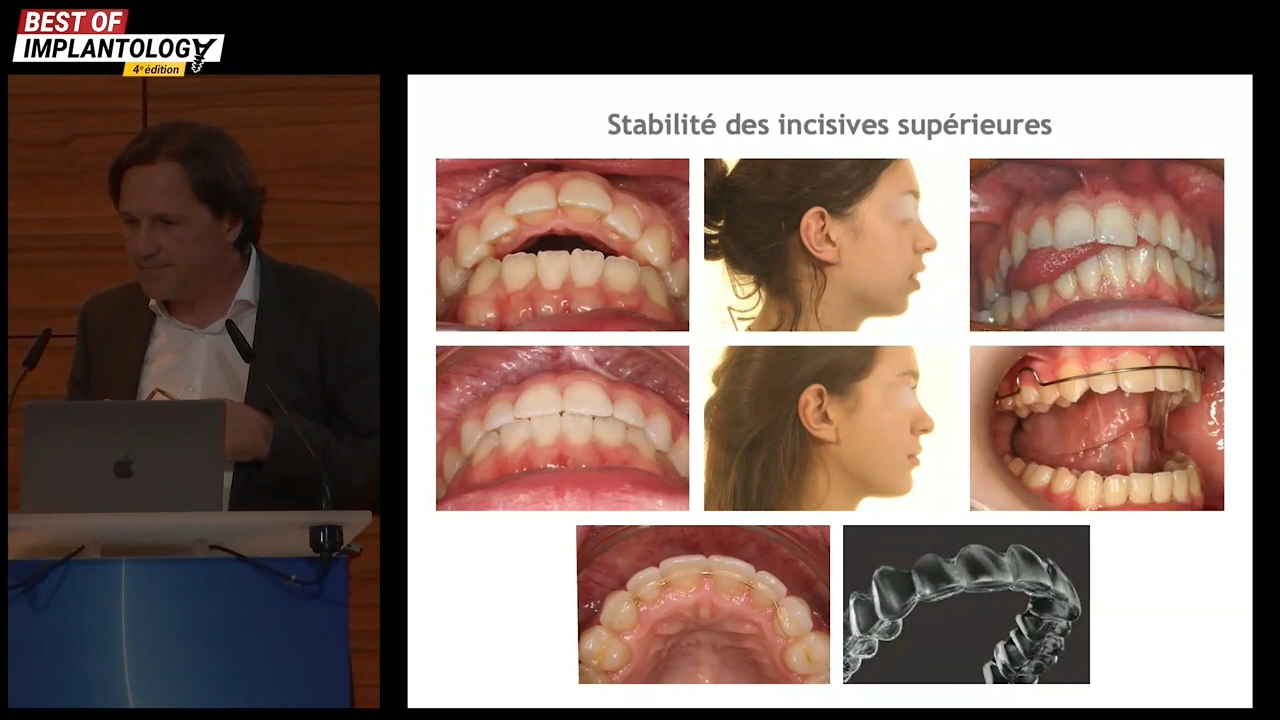 BEST OF
IMPLANTOLOGY
4e édition
Stabilité des incisives supérieures